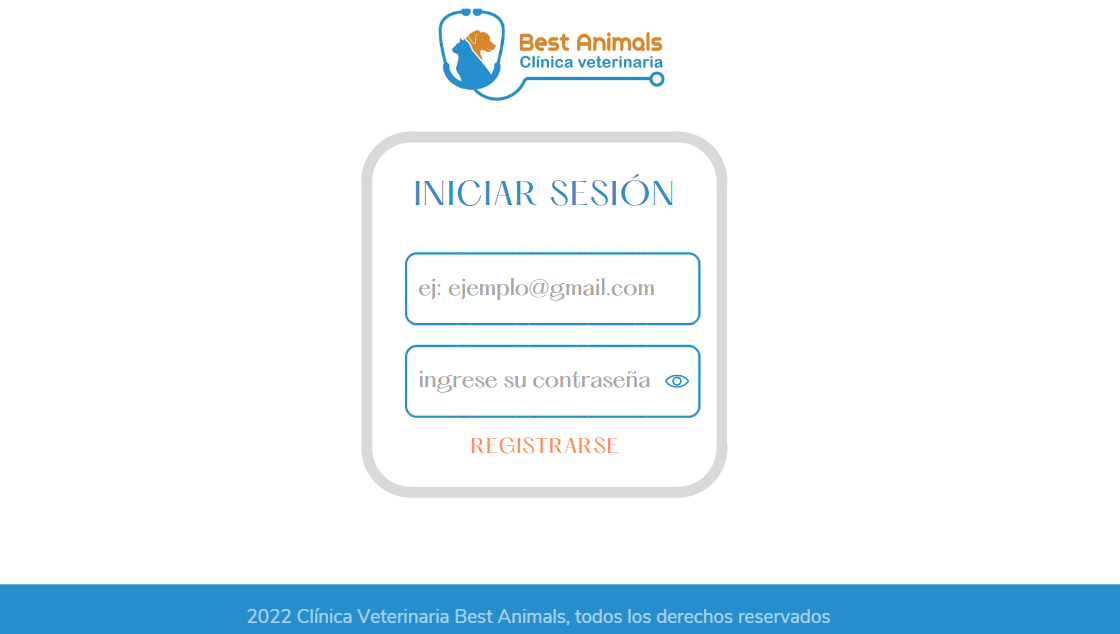 Best Animals
Clínica veterinaria
INICIAR SESIÓN
ej: ejemplo@gmail.com
ingrese su contraseña
REGISTRARSE
2022 Clínica Veterinaria Best Animals, todos los derechos reservados